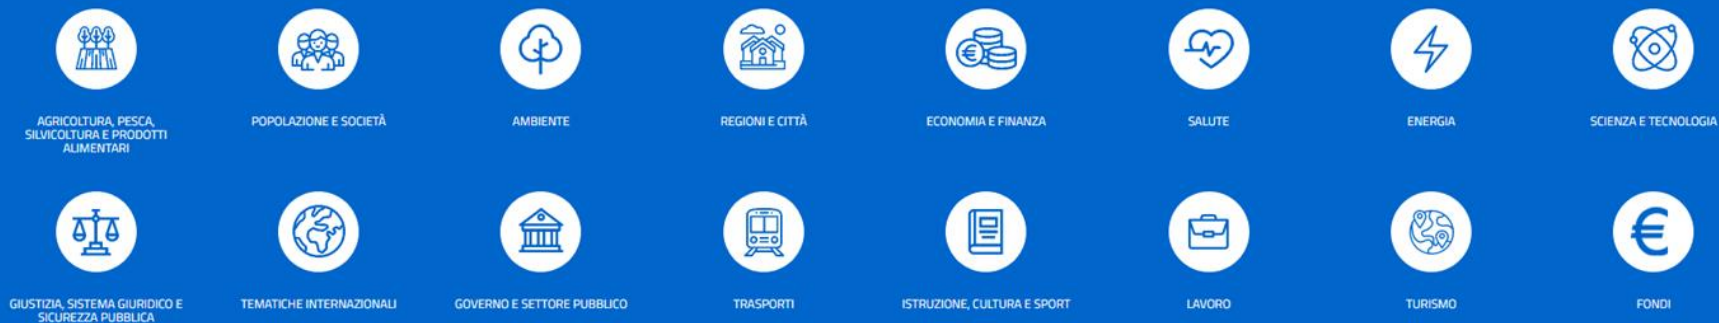 AGRICOLTURA, PESCA,
SILVICOLTURA E PRODOTTI
ALIMENTARI
POPOLAZIONE E SOCIETÀ
AMBIENTE
REGIONI E CITTÀ
ECONOMIA E FINANZA
SALUTE
ENERGIA
SCIENZA E TECNOLOGIA
GIUSTIZIA, SISTEMA GIURIDICO E
SICUREZZA PUBBLICA
TEMATICHE INTERNAZIONALI
GOVERNO E SETTORE PUBBLICO
TRASPORTI
ISTRUZIONE, CULTURA E SPORT
LAVORO
TURISMO
FONDI